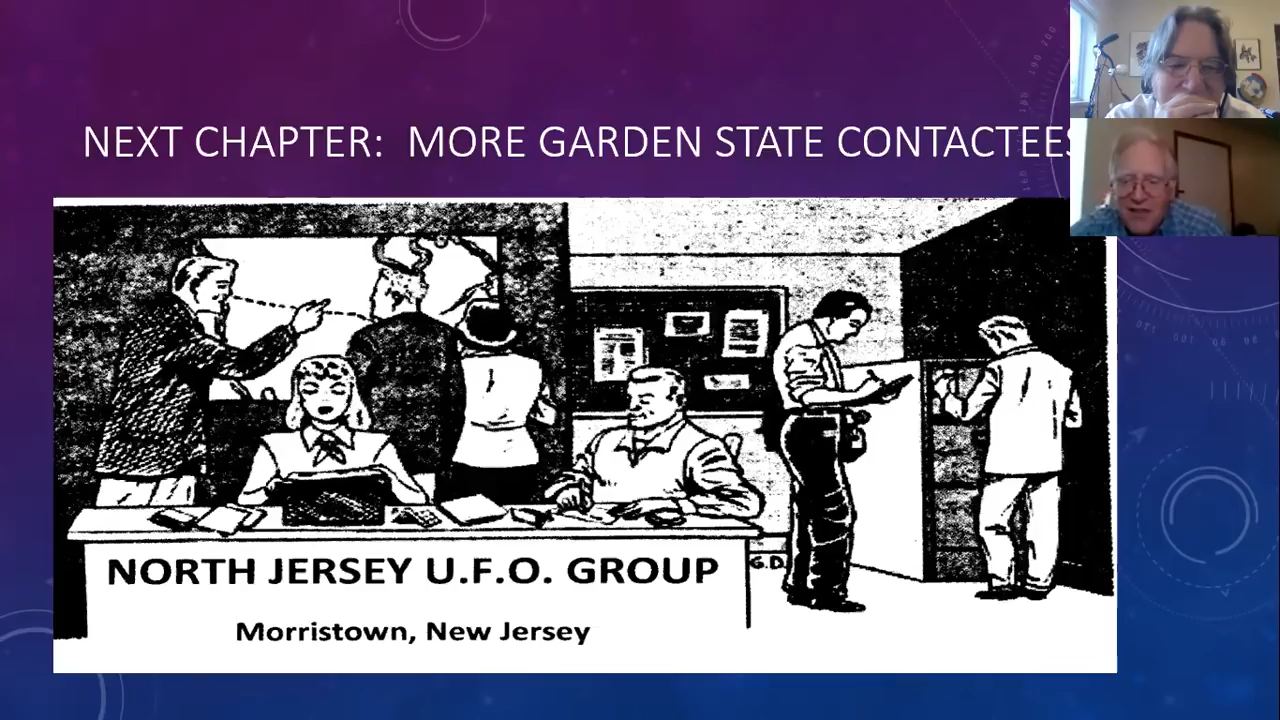 NEXT CHAPTER: MORE GARDEN STATE CONTACTEES
G.D.
NORTH JERSEY U.F.O. GROUP
Morristown, New Jersey